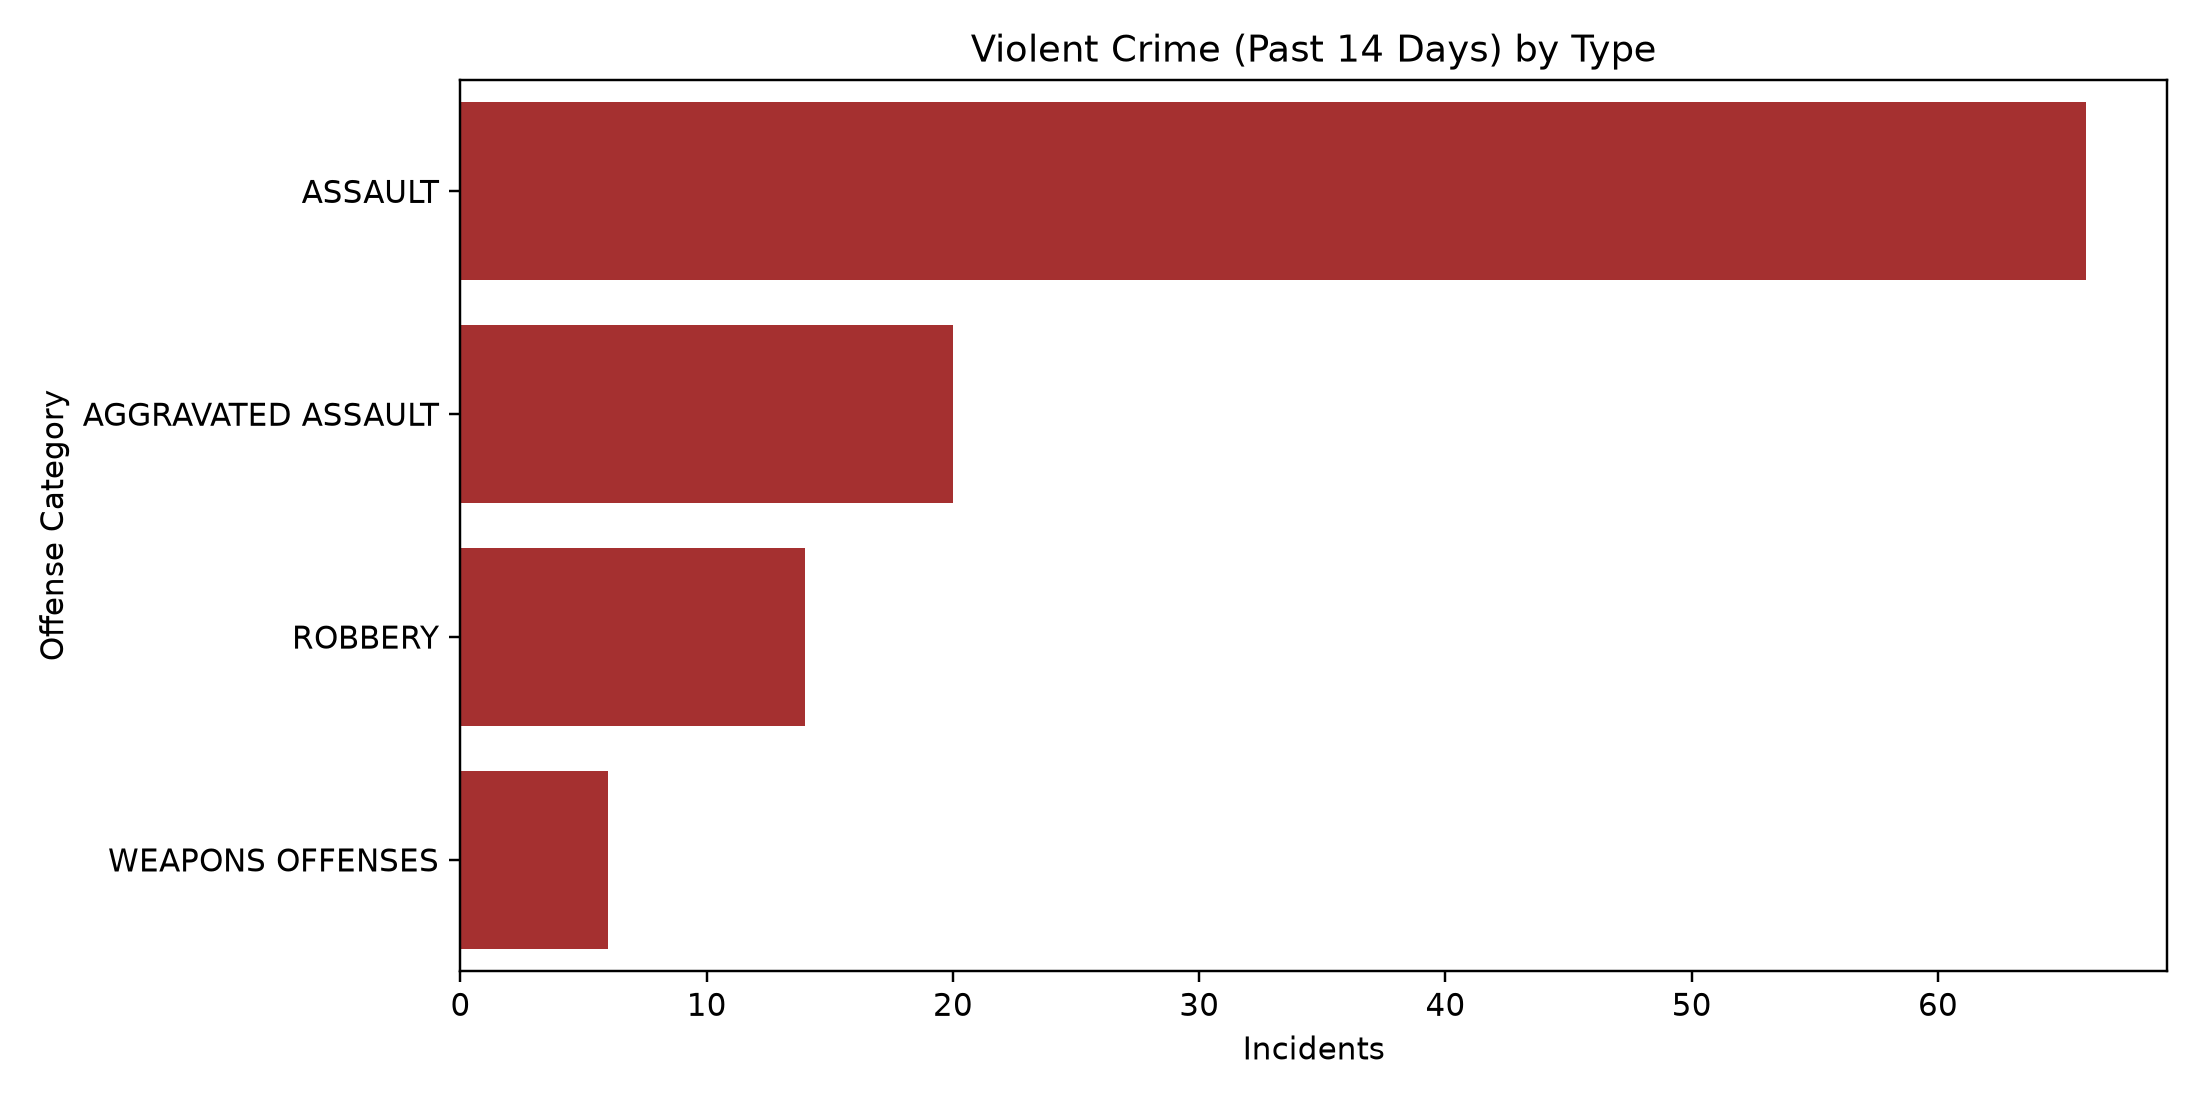 Violent Crime (Past 14 Days) by Type
Offense Category
ASSAULT
AGGRAVATED ASSAULT
ROBBERY
WEAPONS OFFENSES
0 10 20 30 40 50 60
Incidents